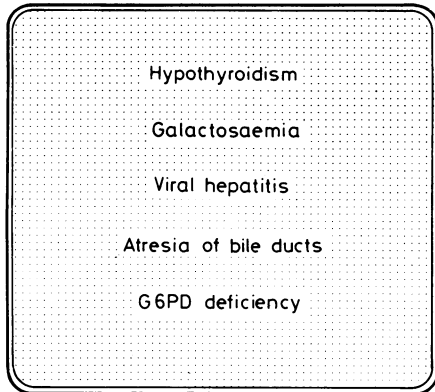 Hypothyroidism
Galactosaemia
Viral hepatitis
Atresia of bile ducts
G6PD deficiency